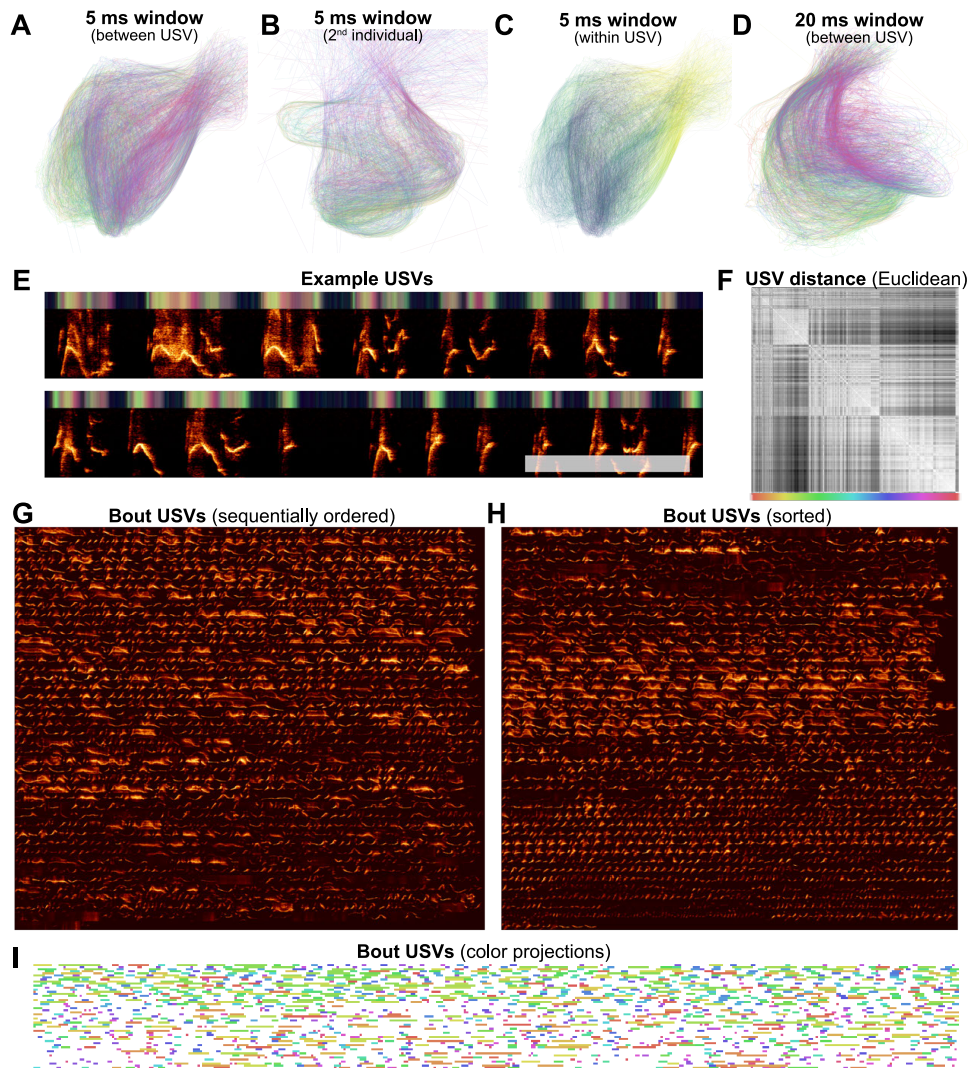 A
5 ms window
(between USV)
B
5 ms window
(2nd individual)
C
5 ms window
(within USV)
D
20 ms window
(between USV)
E
Example USVs
F
USV distance (Euclidean)
G
Bout USVs (sequentially ordered)
H
Bout USVs (sorted)
I
Bout USVs (color projections)